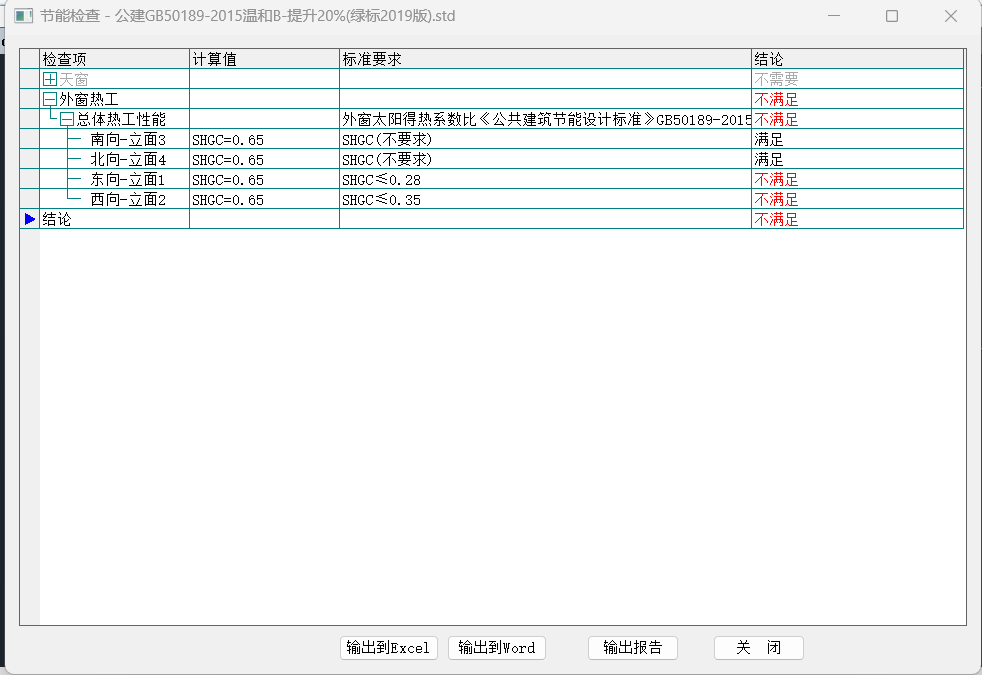 节能检查 - 公建GB50189-2015温和B-提升20%(绿标2019版).std
检查项 计算值 标准要求 结论
天窗 不需要
外窗热工 不满足
总体热工性能 外窗太阳得热系数比《公共建筑节能设计标准》GB50189-2015 不满足
南向-立面3 SHGC=0.65 SHGC(不要求) 满足
北向-立面4 SHGC=0.65 SHGC(不要求) 满足
东向-立面1 SHGC=0.65 SHGC≤0.28 不满足
西向-立面2 SHGC=0.65 SHGC≤0.35 不满足
结论 不满足
输出到Excel 输出到Word 输出报告 关 闭